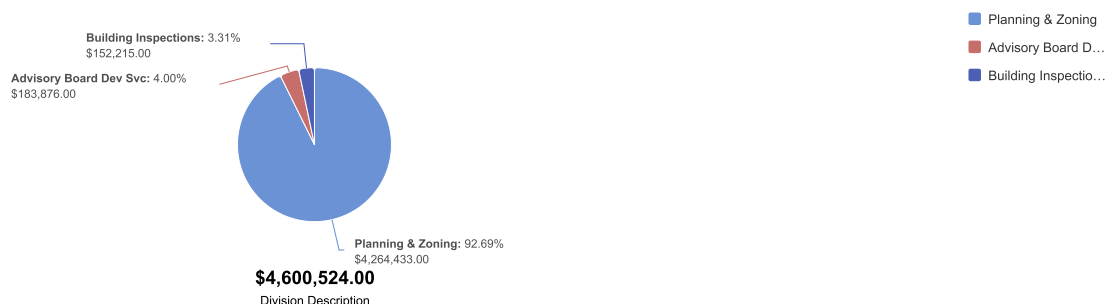 Building Inspections: 3.31%
$152,215.00
Advisory Board Dev Svc: 4.00%
$183,876.00
Planning & Zoning: 92.69%
$4,264,433.00
$4,600,524.00
Division Description
Planning & Zoning
Advisory Board D…
Building Inspectio…